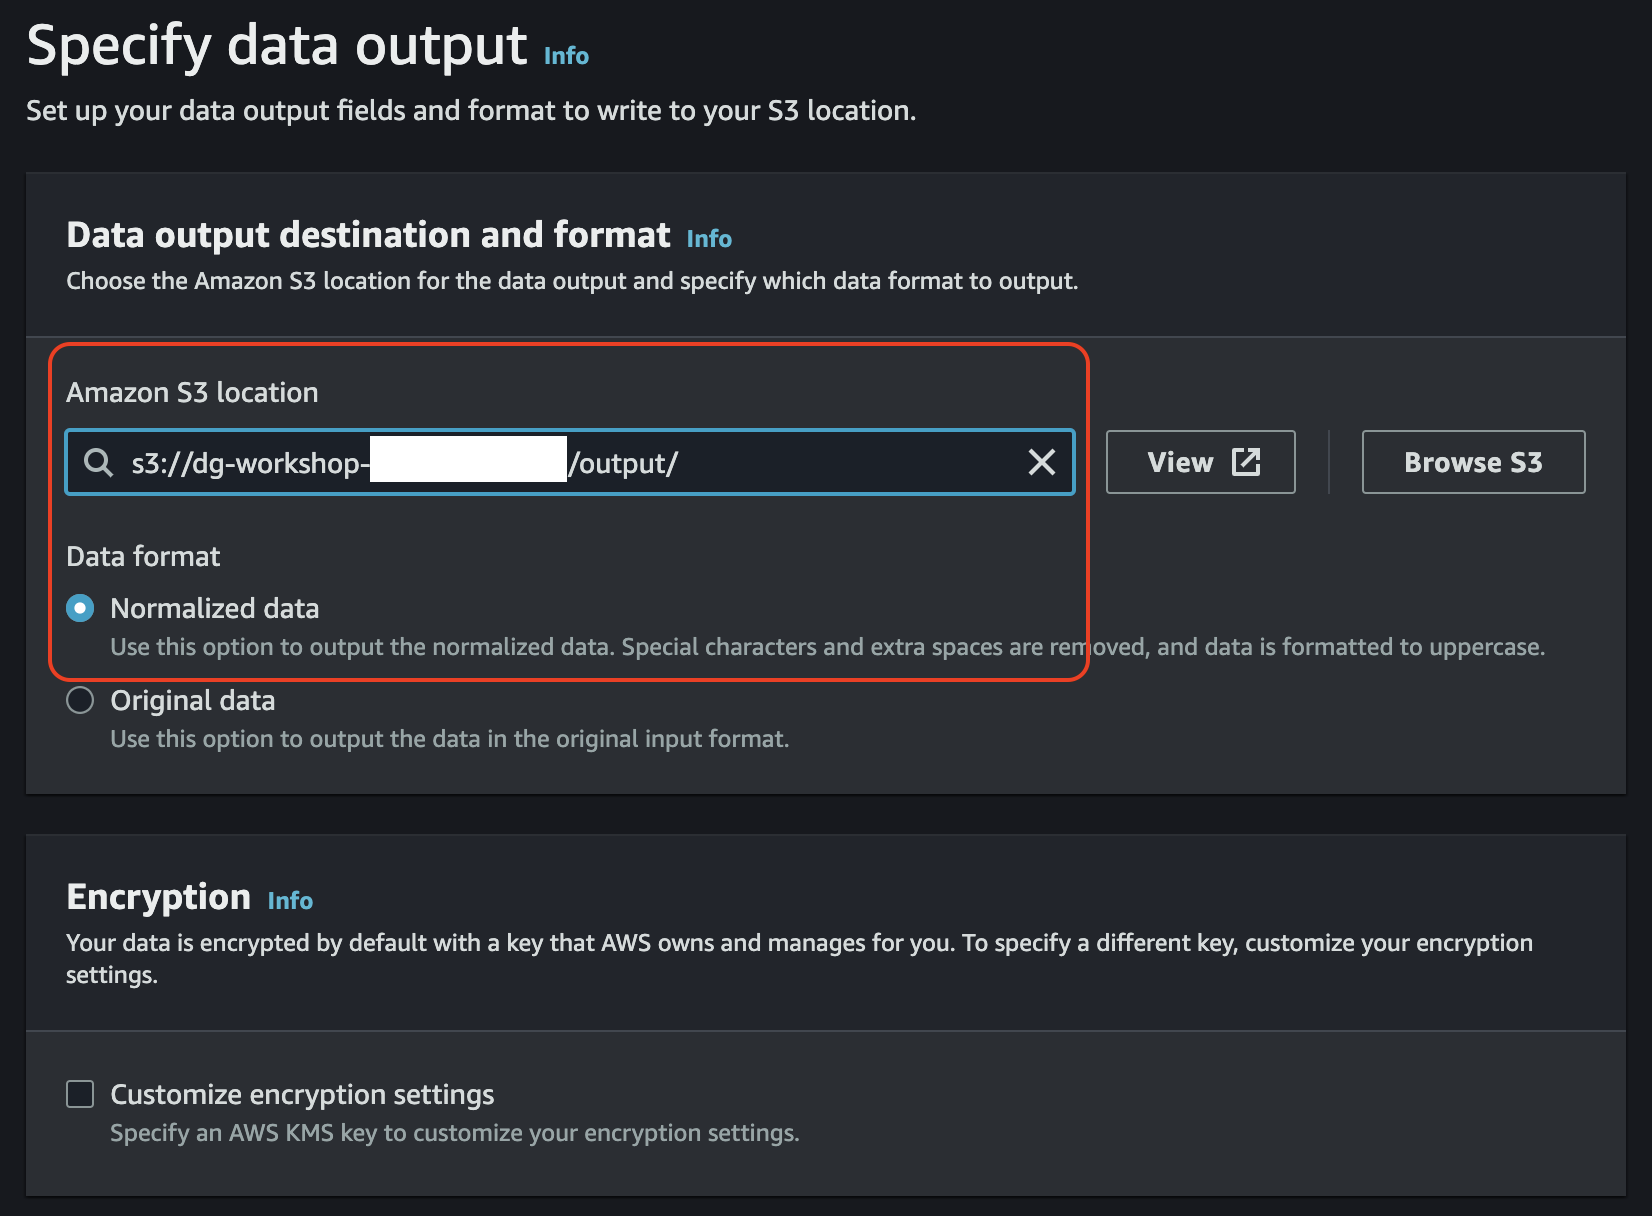 Specify data output Info
Set up your data output fields and format to write to your S3 location.
Data output destination and format Info
Choose the Amazon S3 location for the data output and specify which data format to output.
Amazon S3 location
s3://dg-workshop- /output/
View
Browse S3
Data format
Normalized data
Use this option to output the normalized data. Special characters and extra spaces are removed, and data is formatted to uppercase.
Original data
Use this option to output the data in the original input format.
Encryption Info
Your data is encrypted by default with a key that AWS owns and manages for you. To specify a different key, customize your encryption
settings.
Customize encryption settings
Specify an AWS KMS key to customize your encryption settings.